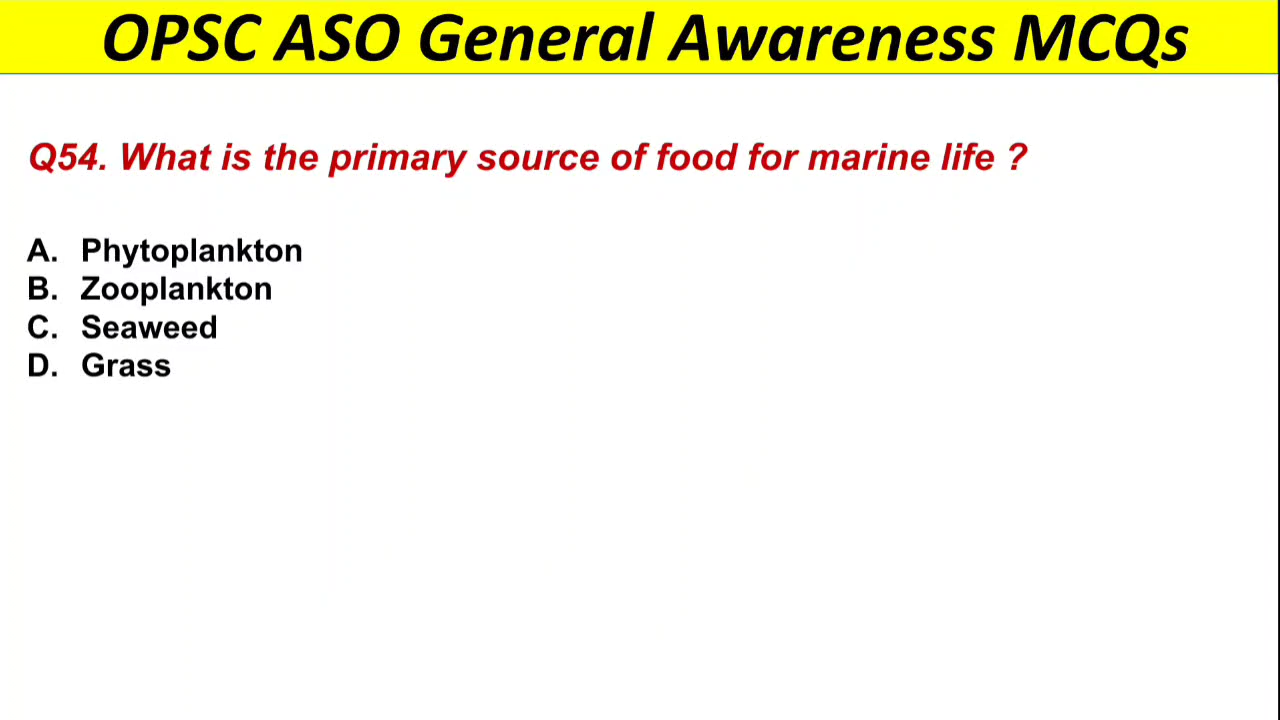 OPSC ASO General Awareness MCQs
Q54. What is the primary source of food for marine life ?
A. Phytoplankton
B. Zooplankton
C. Seaweed
D. Grass